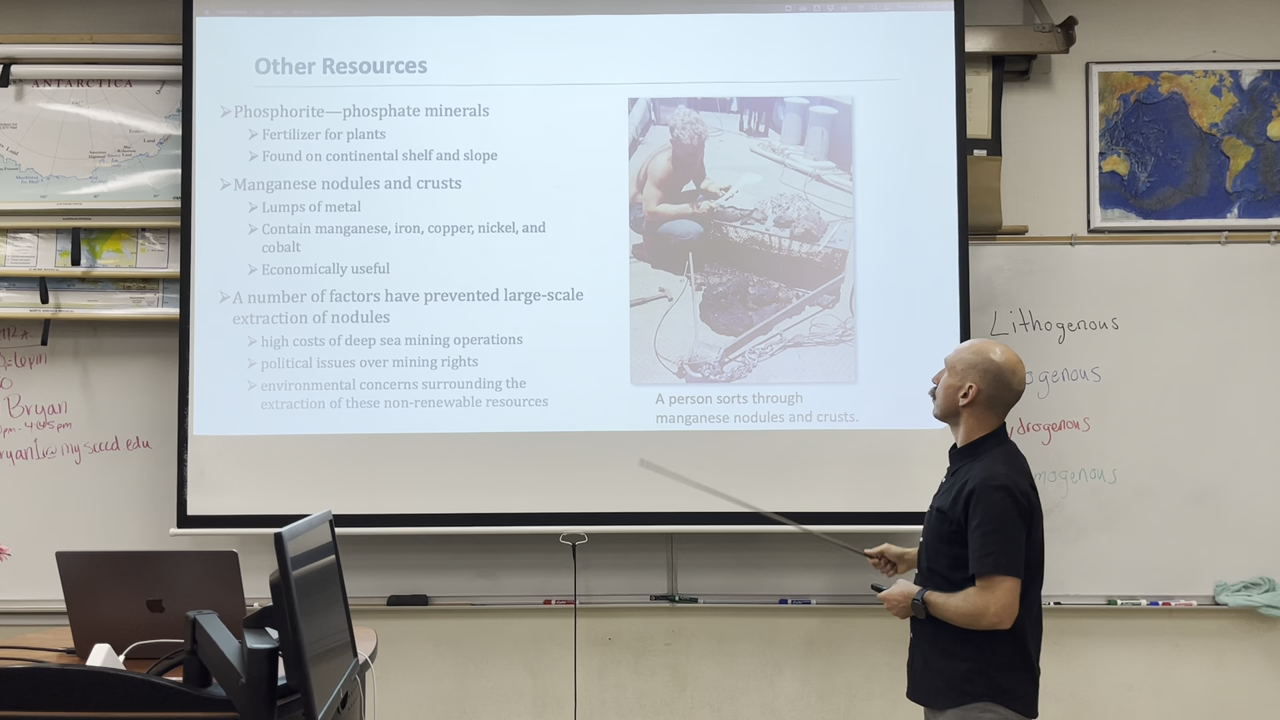 Other Resources
➢Phosphorite—phosphate minerals
➢Fertilizer for plants
➢Found on continental shelf and slope
➢Manganese nodules and crusts
➢Lumps of metal
➢Contain manganese, iron, copper, nickel, and
cobalt
➢Economically useful
➢A number of factors have prevented large-scale
extraction of nodules
➢high costs of deep sea mining operations
➢political issues over mining rights
➢environmental concerns surrounding the
extraction of these non-renewable resources
A person sorts through
manganese nodules and crusts.
ANTARCTICA
Bryan
Lithogenous
ogenous
drogenous
mogenous